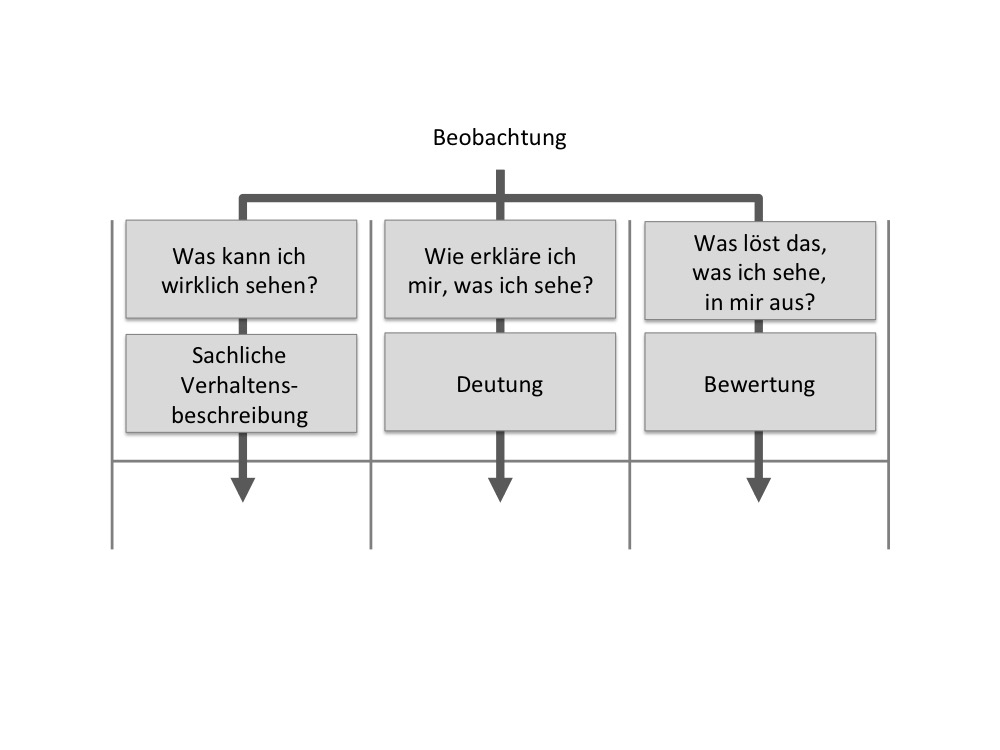 Beobachtung
Was kann ich
wirklich sehen?
Sachliche
Verhaltens-
beschreibung
Wie erkläre ich
mir, was ich sehe?
Deutung
Was löst das,
was ich sehe,
in mir aus?
Bewertung